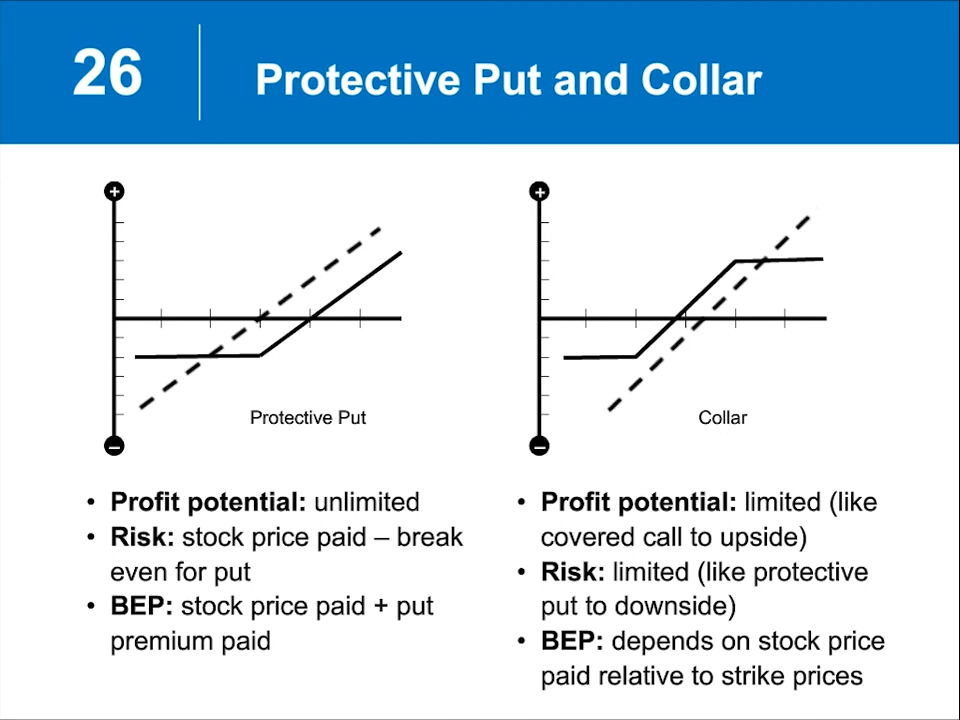 26
Protective Put and Collar
+
+
Protective Put
Collar
–
–
• Profit potential: unlimited
• Risk: stock price paid – break
even for put
• BEP: stock price paid + put
premium paid
• Profit potential: limited (like
covered call to upside)
• Risk: limited (like protective
put to downside)
• BEP: depends on stock price
paid relative to strike prices